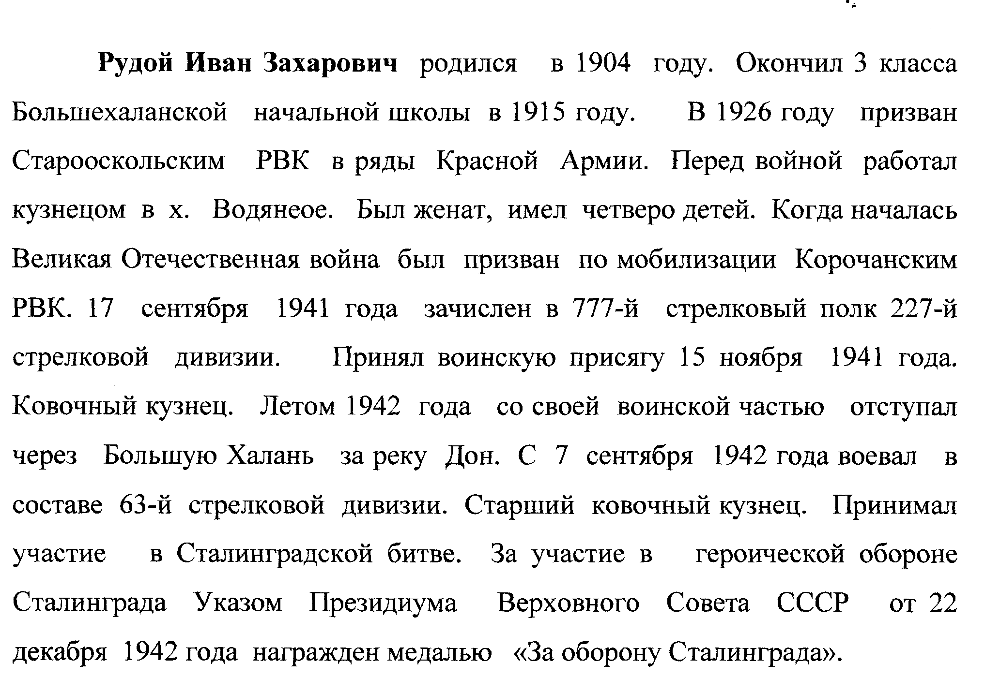 Рудой Иван Захарович родился в 1904 году. Окончил 3 класса
Большехаланской начальной школы в 1915 году. В 1926 году призван
Старооскольским РВК в ряды Красной Армии. Перед войной работал
кузнецом в х. Водянеое. Был женат, имел четверо детей. Когда началась
Великая Отечественная война был призван по мобилизации Корочанским
РВК. 17 сентября 1941 года зачислен в 777-й стрелковый полк 227-й
стрелковой дивизии. Принял воинскую присягу 15 ноября 1941 года.
Ковочный кузнец. Летом 1942 года со своей воинской частью отступал
через Большую Халань за реку Дон. С 7 сентября 1942 года воевал в
составе 63-й стрелковой дивизии. Старший ковочный кузнец. Принимал
участие в Сталинградской битве. За участие в героической обороне
Сталинграда Указом Президиума Верховного Совета СССР от 22
декабря 1942 года награжден медалью «За оборону Сталинграда».